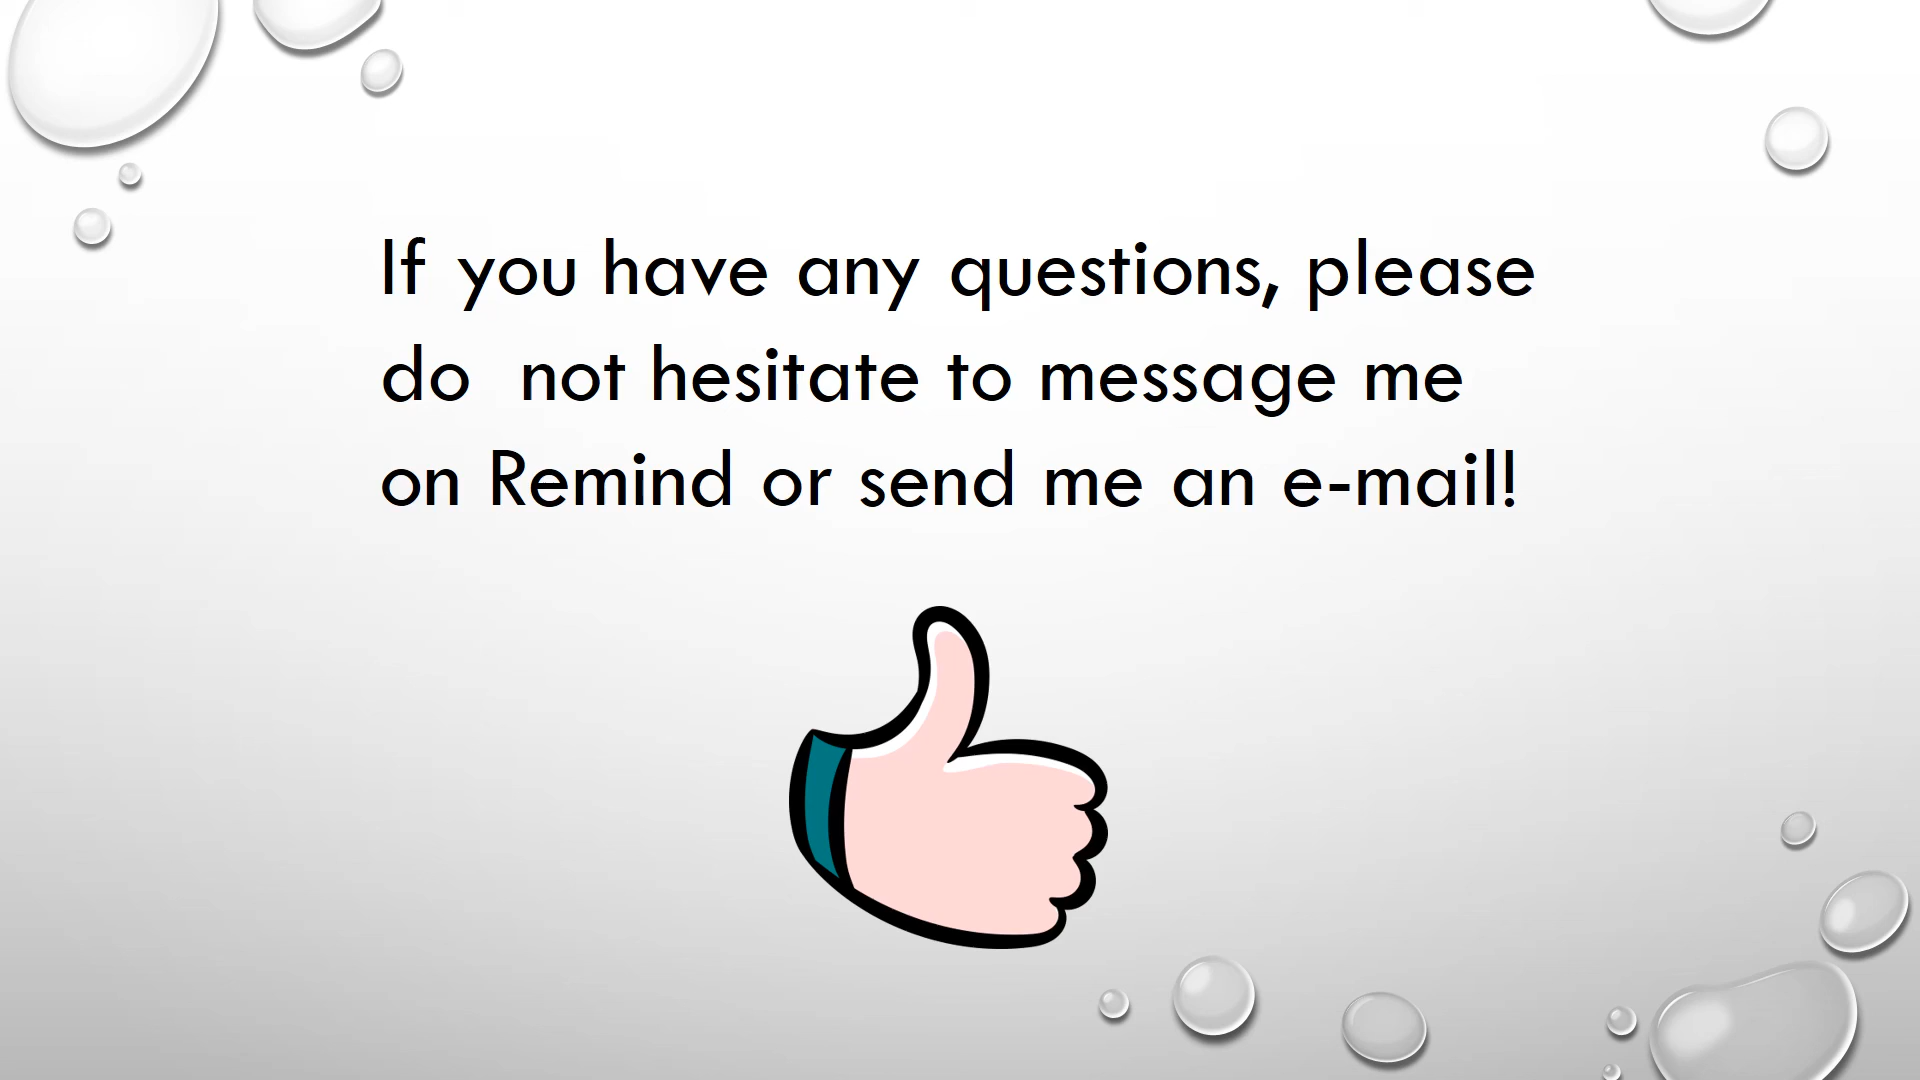 If you have any questions, please
do  not hesitate to message me
on Remind or send me an e-mail!